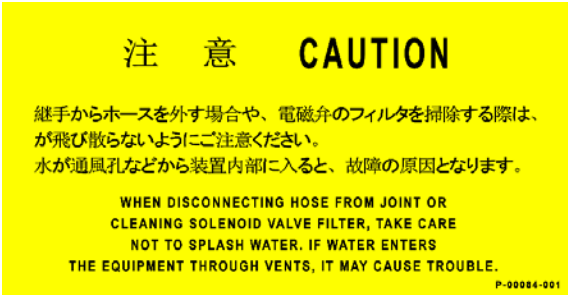 注 意 CAUTION
継手からホースを外す場合や、電磁弁のフィルタを掃除する際は、
が飛び散らないようにご注意ください。
水が通風孔などから装置内部に入ると、故障の原因となります。
WHEN DISCONNECTING HOSE FROM JOINT OR
CLEANING SOLENOID VALVE FILTER, TAKE CARE
NOT TO SPLASH WATER. IF WATER ENTERS
THE EQUIPMENT THROUGH VENTS, IT MAY CAUSE TROUBLE.
P-00084-001